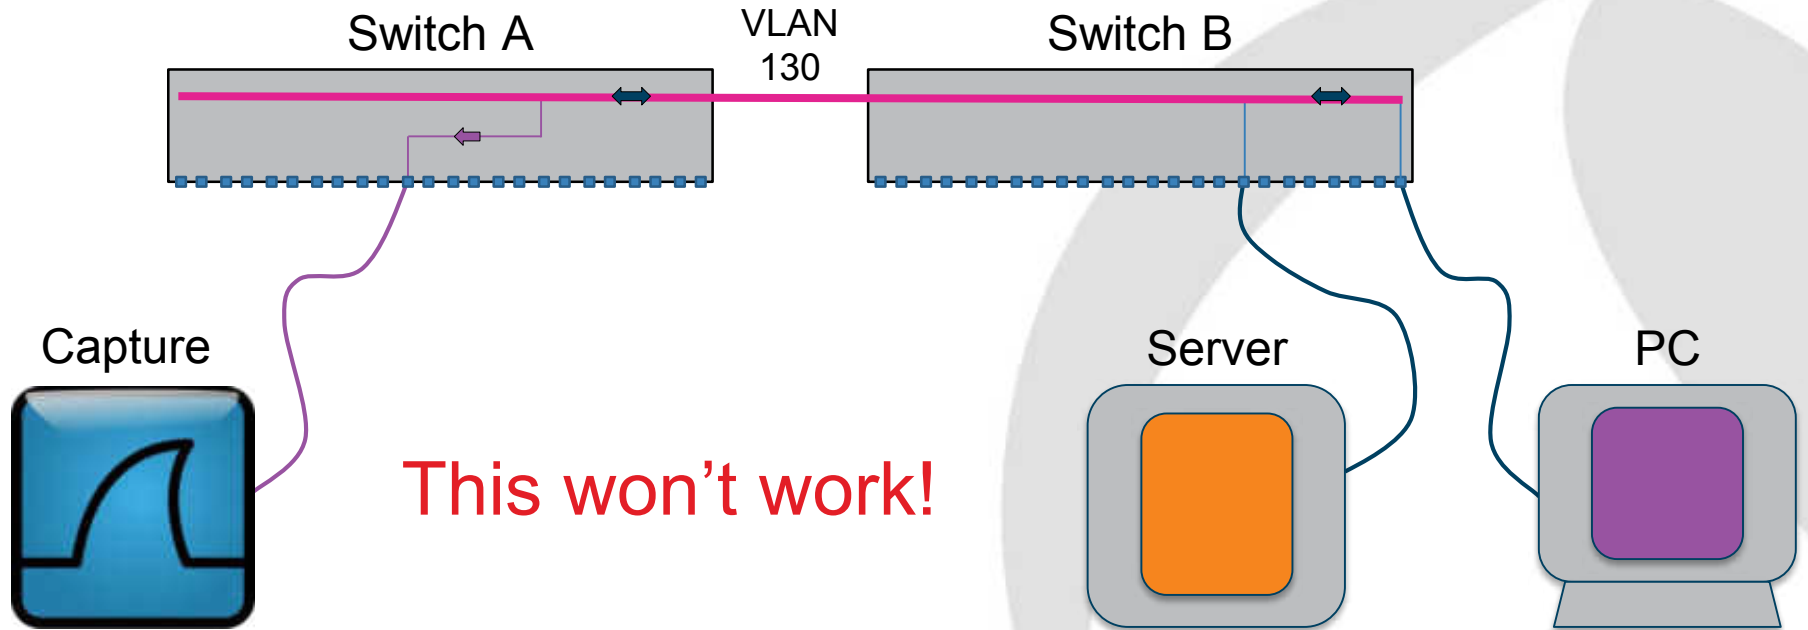 Switch A
VLAN
130
Switch B
Capture
Server
PC
This won’t work!